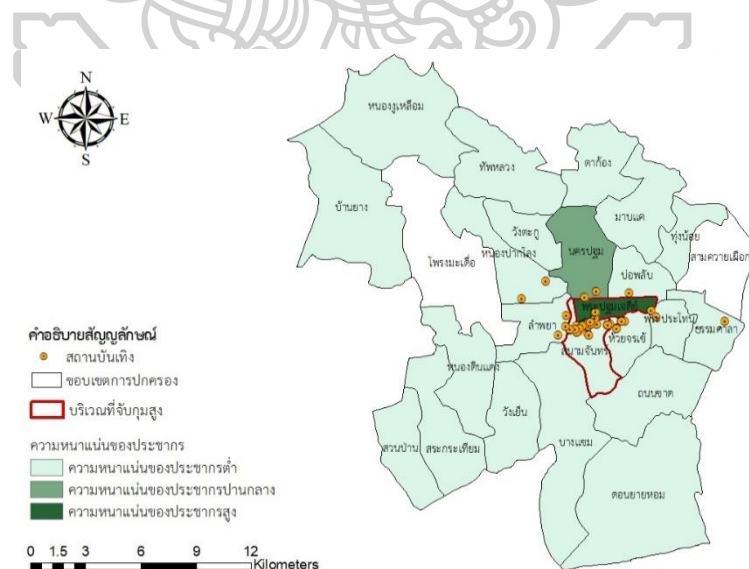 N
W E
S
หนองงูเหลือม
ทัพหลวง
ตาก้อง
บ้านยาง
มาบแค
วังตะกู
ทุ่งน้อย
โพรงมะเดื่อ
หนองปากโลง
นครปฐม
สามควายเผือก
บ่อพลับ
พระปฐมเจดีย์
พระประโทน
ธรรมศาลา
ลำพยา
ห้วยจรเข้
สนามจันทร์
หนองดินแดง
ถนนขาด
วังเย็น
สวนป่าน
สระกระเทียม
บางแขม
ดอนยายหอม
คำอธิบายสัญญลักษณ์
สถานบันเทิง
ขอบเขตการปกครอง
บริเวณที่จับกุมสูง
ความหนาแน่นของประชากร
ความหนาแน่นของประชากรต่ำ
ความหนาแน่นของประชากรปานกลาง
ความหนาแน่นของประชากรสูง
0 1.5 3 6 9 12
Kilometers